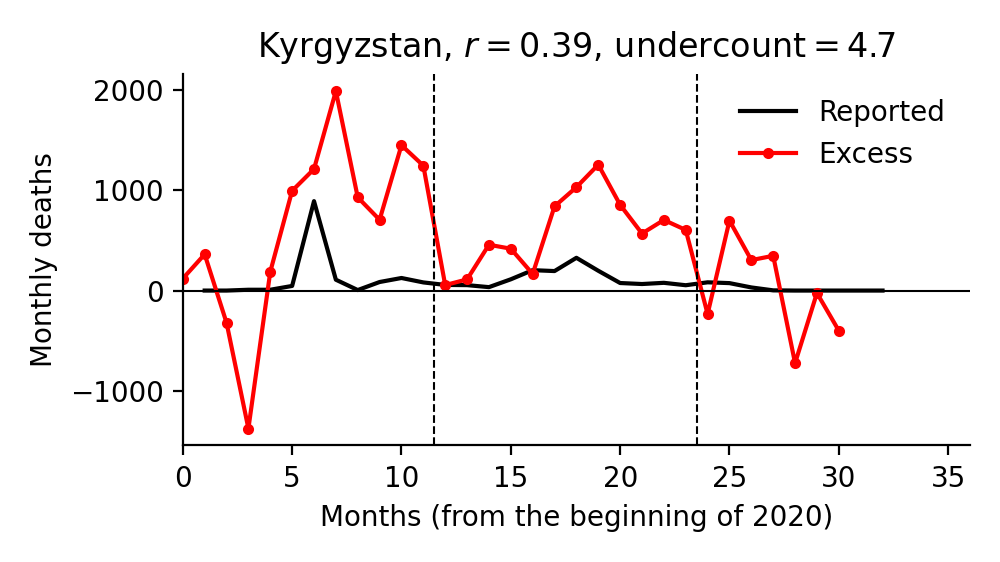 Kyrgyzstan, r = 0.39, undercount = 4.7
2000
1000
0
−1000
Monthly deaths
Reported
Excess
0 5 10 15 20 25 30 35
Months (from the beginning of 2020)